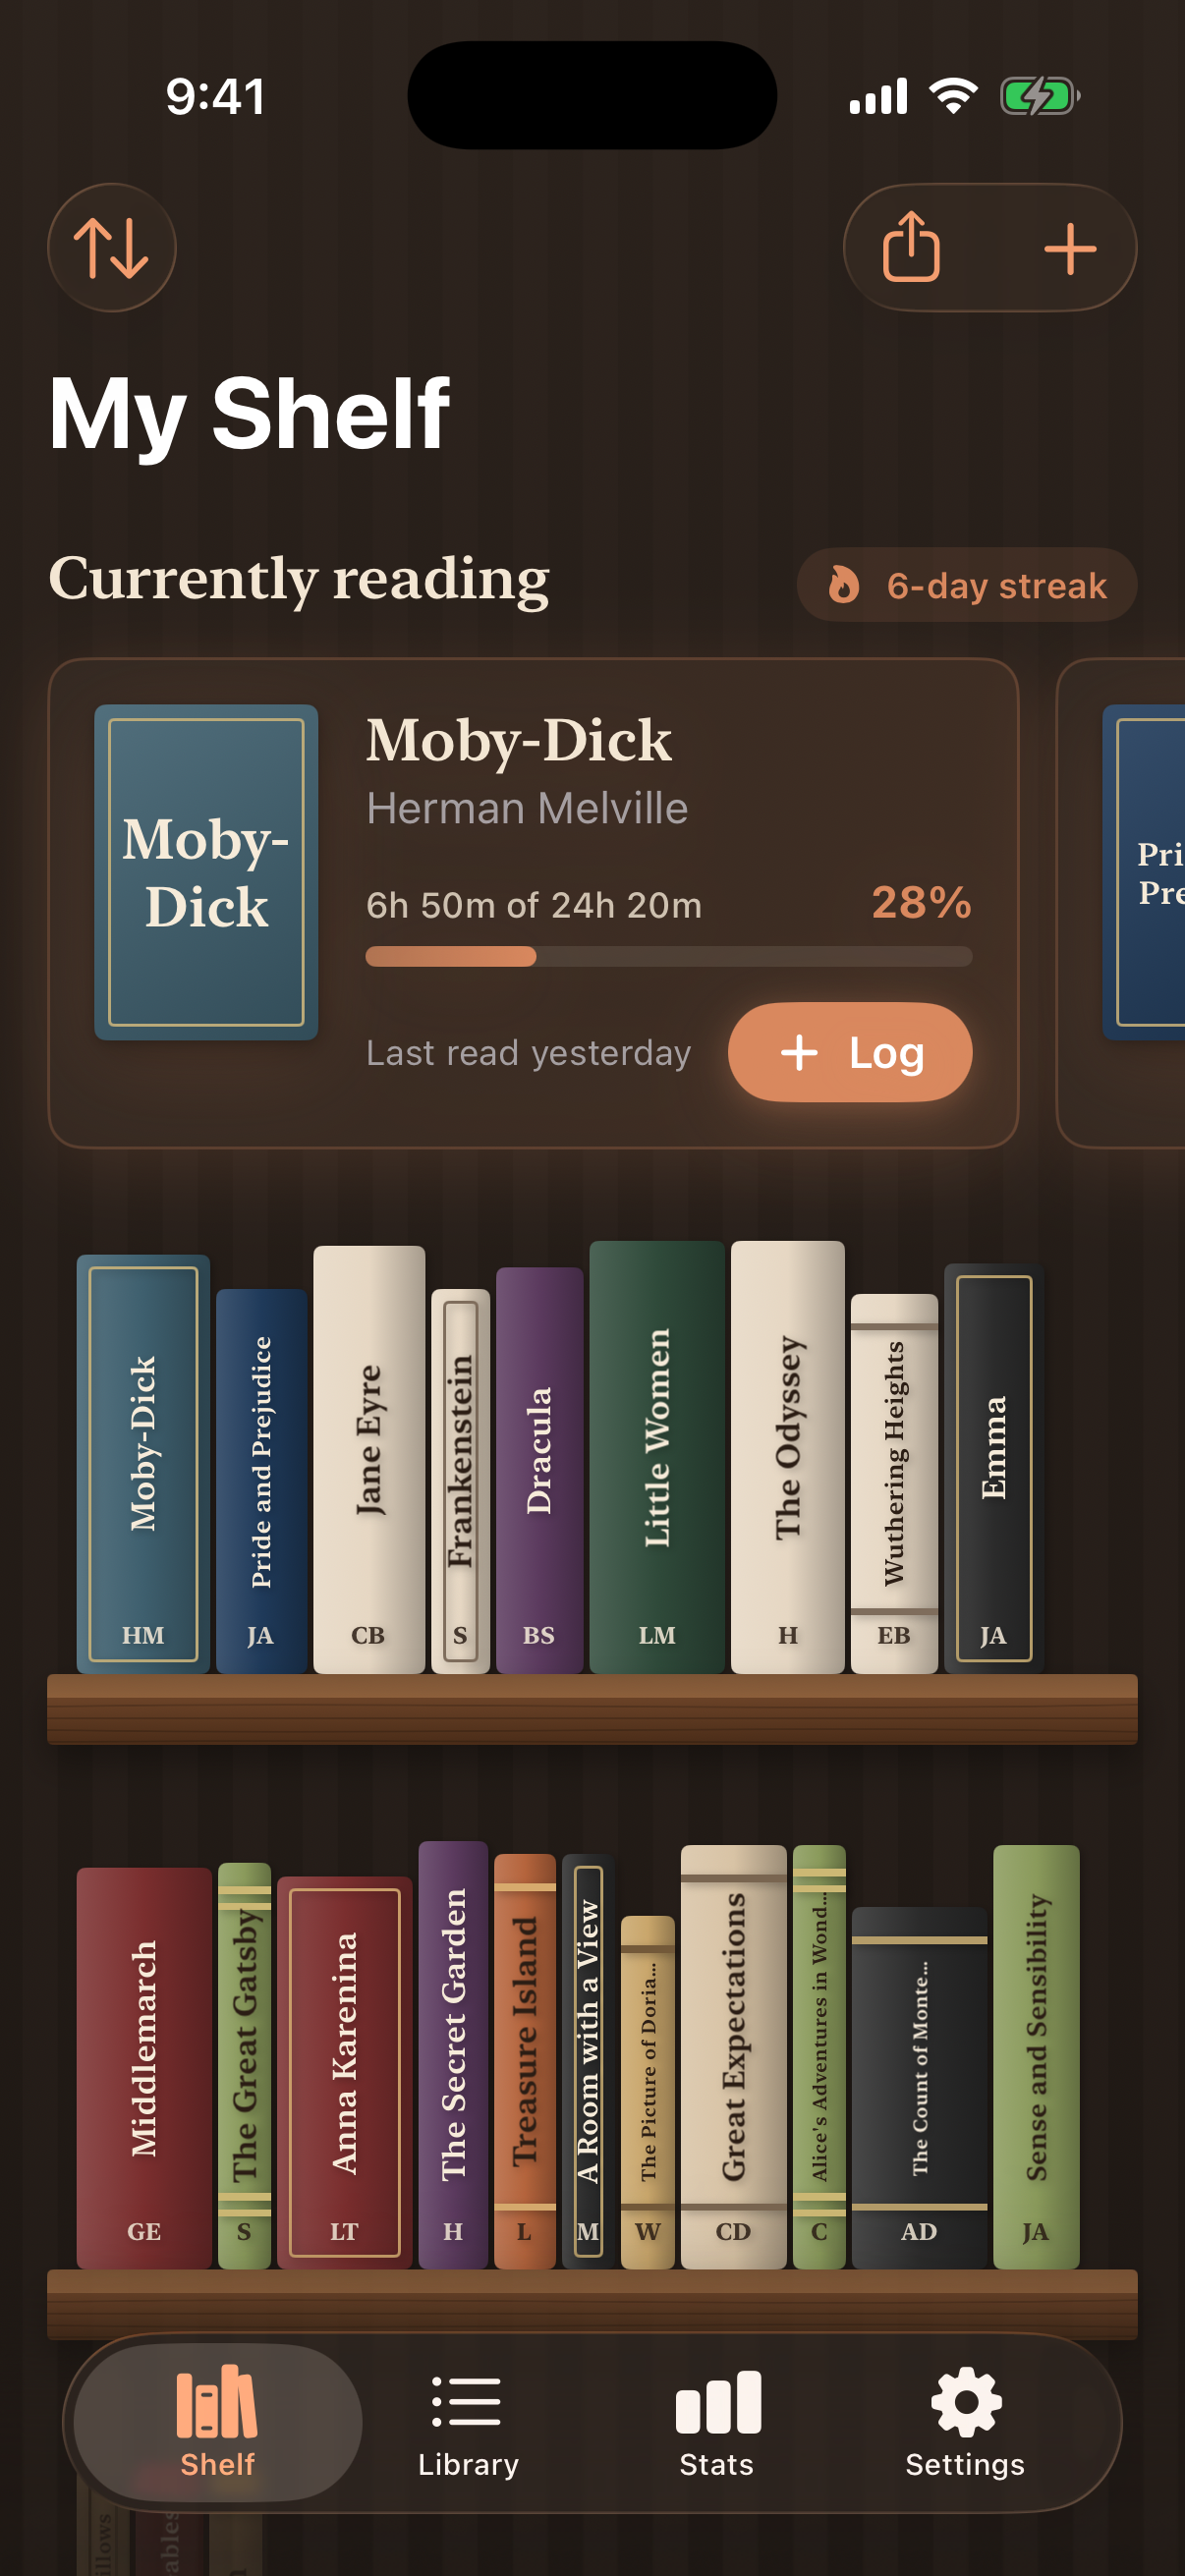 9:41
My Shelf
Currently reading
6-day streak
Moby-
Dick
Moby-Dick
Herman Melville
6h 50m of 24h 20m
28%
Last read yesterday
+ Log
Pri
Pre
Moby-Dick
HM
Pride and Prejudice
JA
Jane Eyre
CB
Frankenstein
S
Dracula
BS
Little Women
LM
The Odyssey
H
Wuthering Heights
EB
Emma
JA
Middlemarch
GE
The Great Gatsby
S
Anna Karenina
LT
The Secret Garden
H
Treasure Island
L
A Room with a View
M
The Picture of Doria...
W
Great Expectations
CD
Alice's Adventures in Wond...
C
The Count of Monte...
AD
Sense and Sensibility
JA
Shelf
Library
Stats
Settings
illows
ables